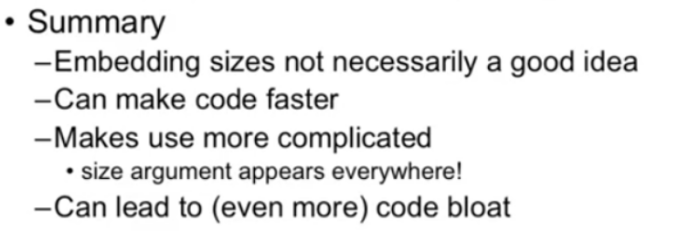 • Summary
–Embedding sizes not necessarily a good idea
–Can make code faster
–Makes use more complicated
• size argument appears everywhere!
–Can lead to (even more) code bloat